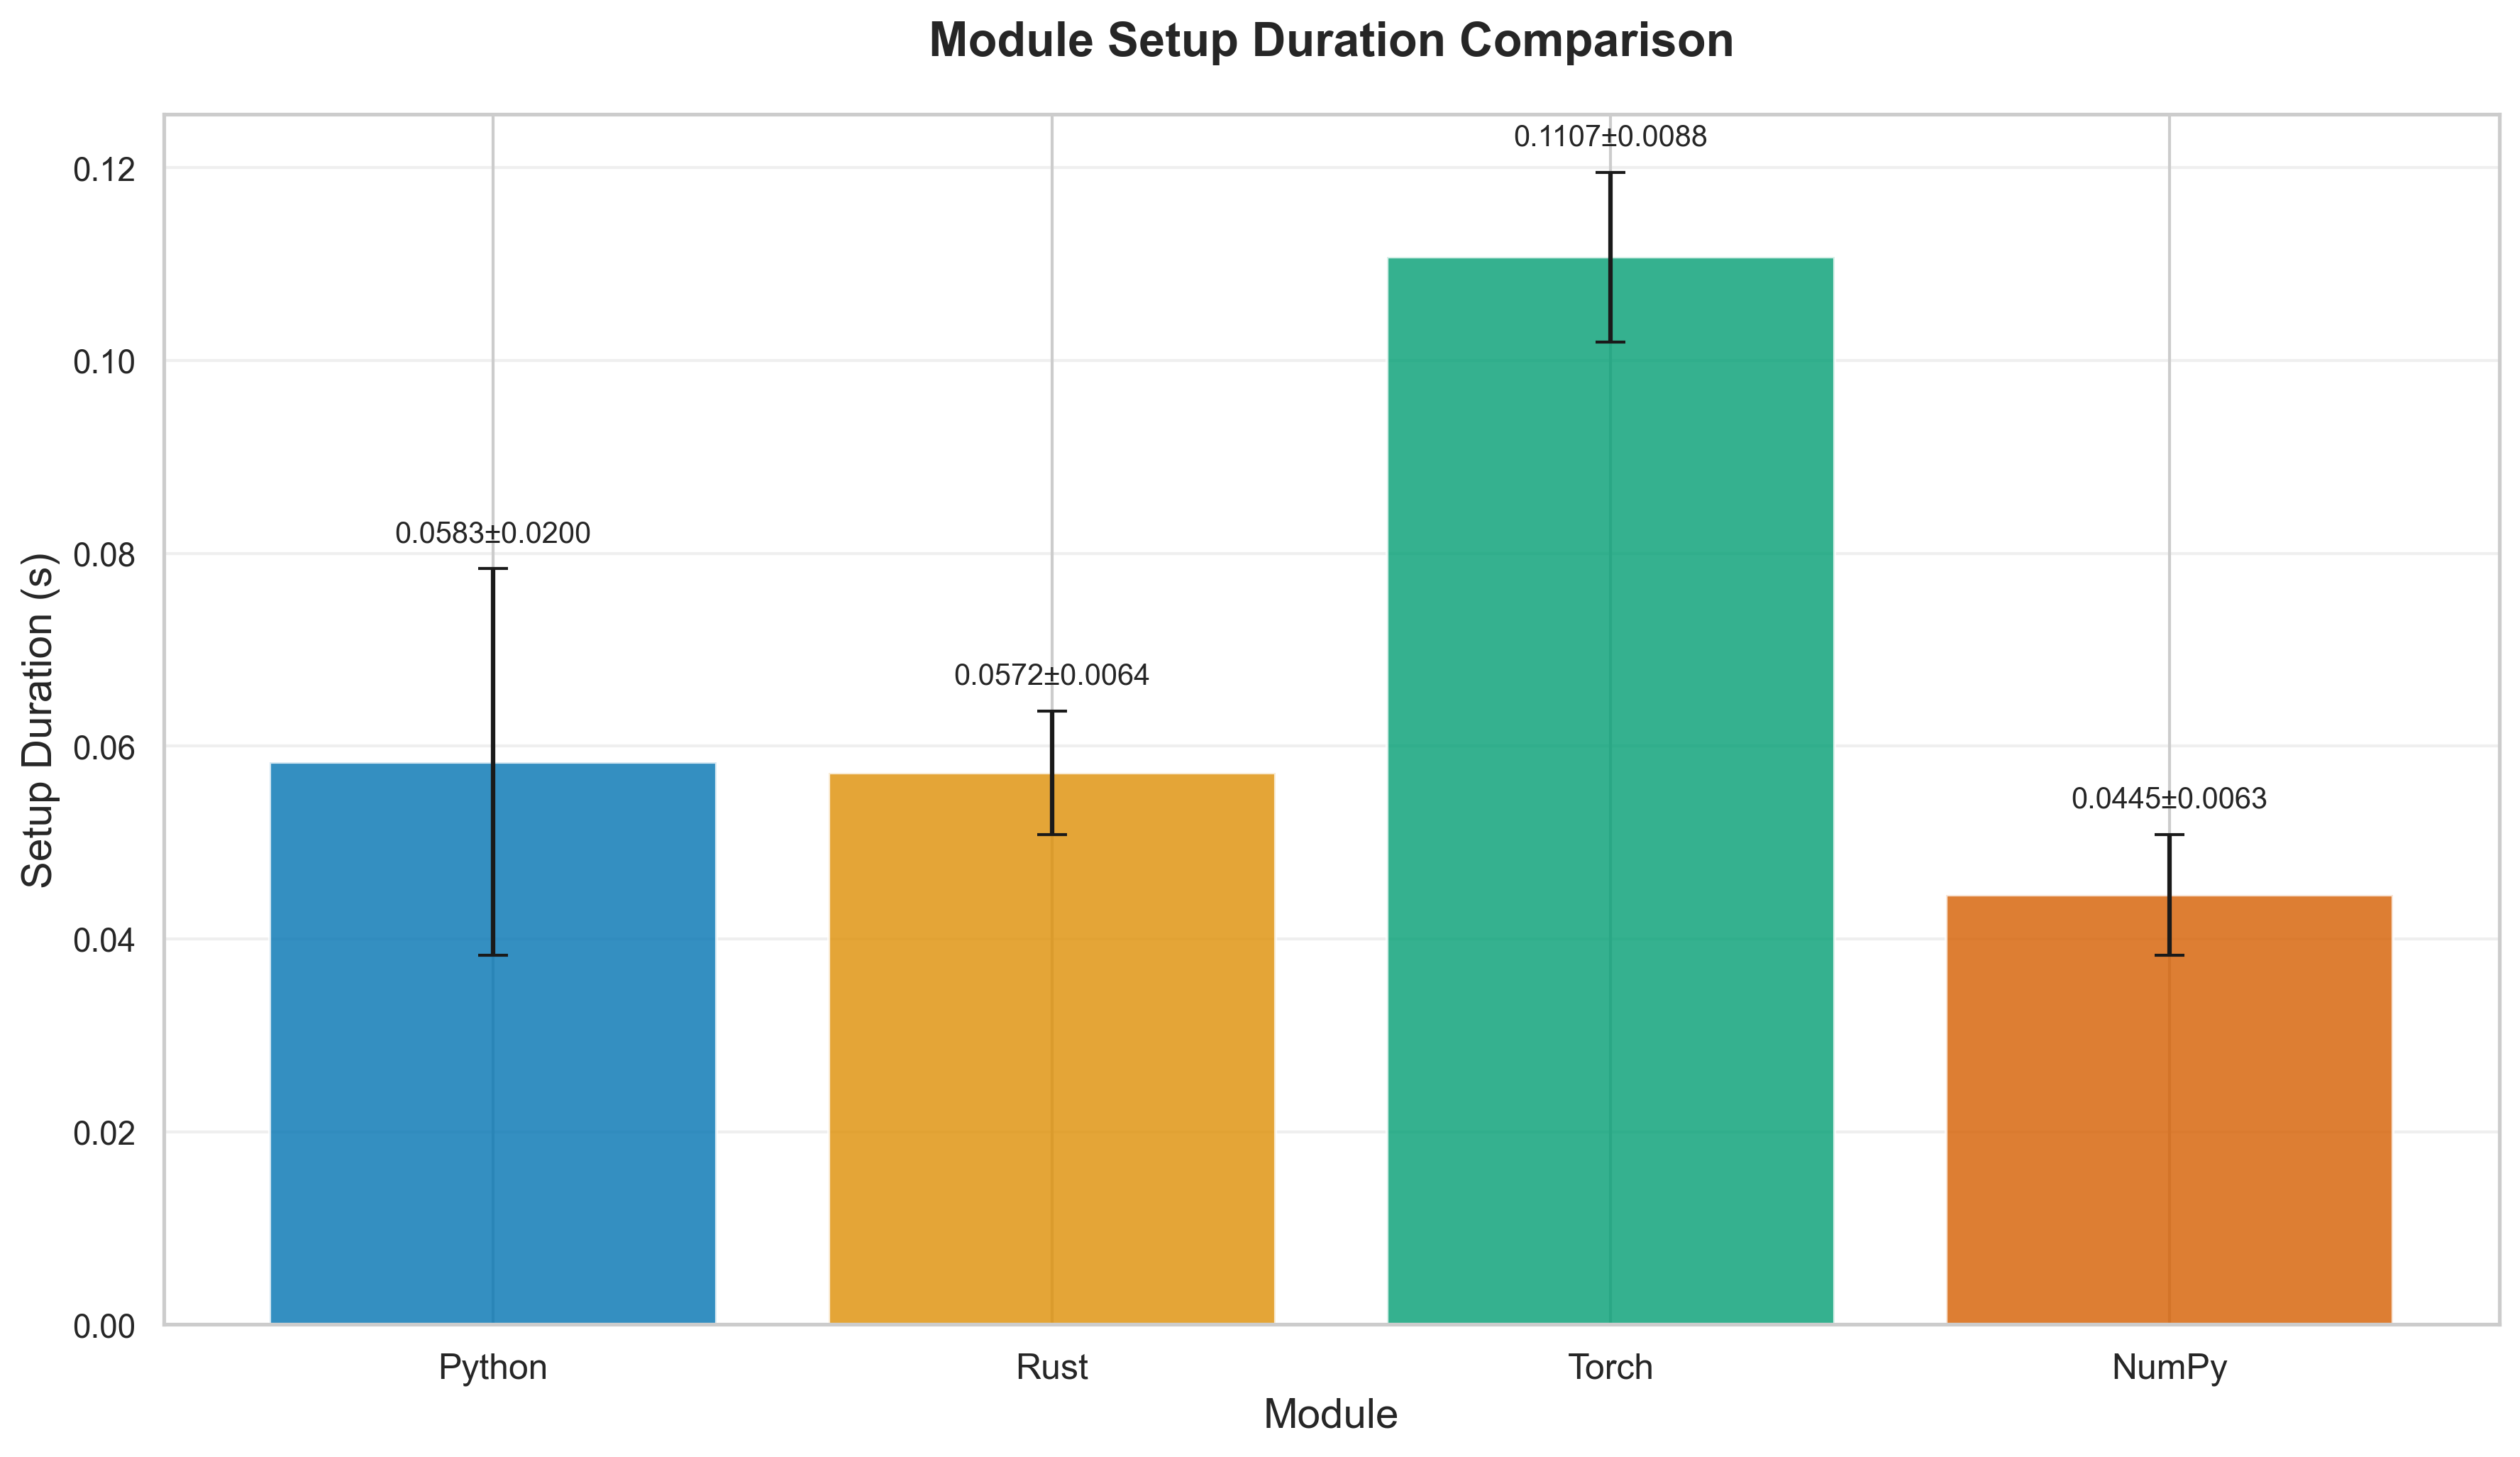 Module Setup Duration Comparison
Setup Duration (s)
0.12
0.10
0.08
0.06
0.04
0.02
0.00
0.0583±0.0200
0.0572±0.0064
0.1107±0.0088
0.0445±0.0063
Python
Rust
Torch
NumPy
Module